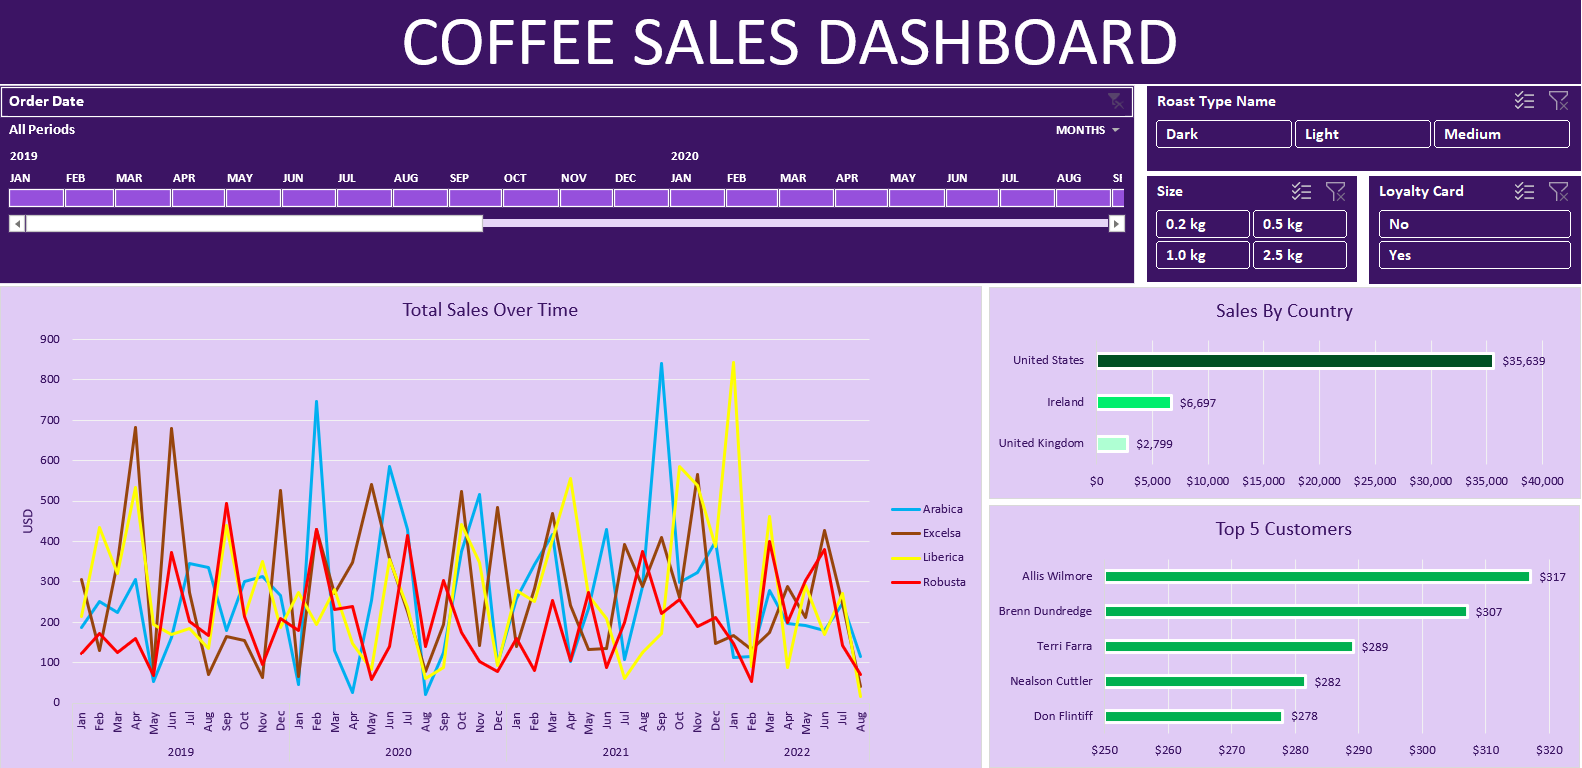 COFFEE SALES DASHBOARD
Order Date
All Periods
MONTHS
2019 2020
JAN FEB MAR APR MAY JUN JUL AUG SEP OCT NOV DEC JAN FEB MAR APR MAY JUN JUL AUG
Roast Type Name
Dark Light Medium
Size
0.2 kg 0.5 kg
1.0 kg 2.5 kg
Loyalty Card
No
Yes
Total Sales Over Time
900
800
700
600
500
400
300
200
100
0
USD
Jan Feb Mar Apr May Jun Jul Aug Sep Oct Nov Dec Jan Feb Mar Apr May Jun Jul Aug Sep Oct Nov Dec Jan Feb Mar Apr May Jun Jul Aug Sep Oct Nov Dec Jan Feb Mar Apr May Jun Jul Aug
2019 2020 2021 2022
Arabica
Excelsa
Liberica
Robusta
Sales By Country
United States $35,639
Ireland $6,697
United Kingdom $2,799
$0 $5,000 $10,000 $15,000 $20,000 $25,000 $30,000 $35,000 $40,000
Top 5 Customers
Allis Wilmore $317
Brenn Dundredge $307
Terri Farra $289
Nealson Cuttler $282
Don Flintiff $278
$250 $260 $270 $280 $290 $300 $310 $320